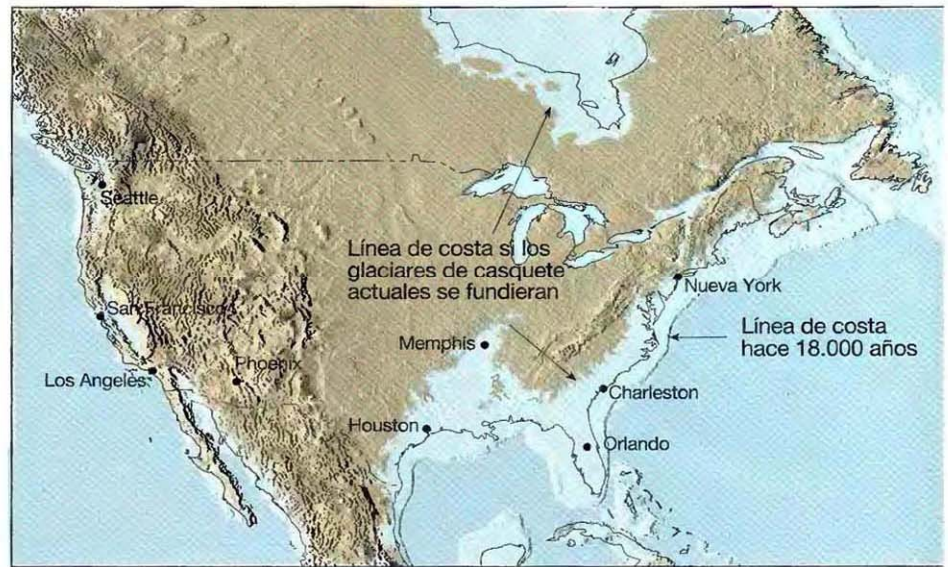 Seattle
Línea de costa si los
glaciares de casquete
actuales se fundieran
Nueva York
San Francisco
Línea de costa
hace 18.000 años
Memphis
Phoenix
Los Angeles
Charleston
Houston
Orlando